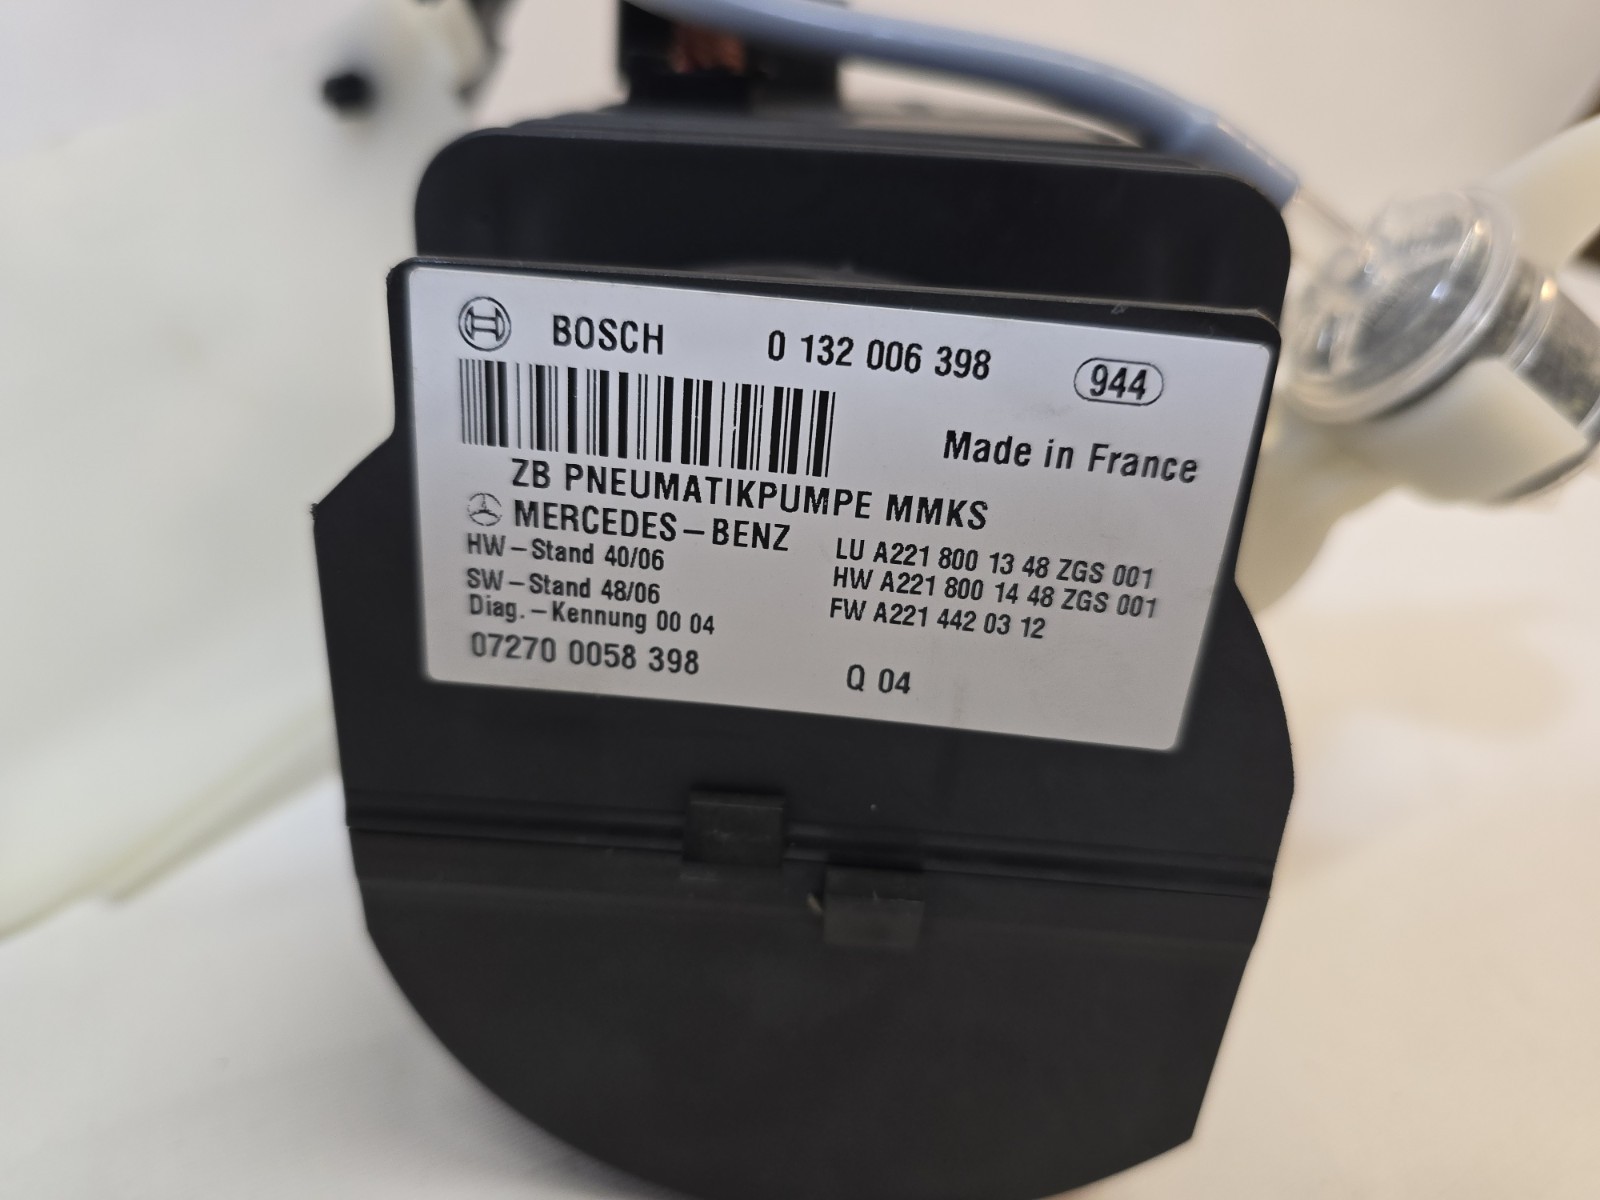 BOSCH 0 132 006 398 944
Made in France
ZB PNEUMATIKPUMPE MMKS
MERCEDES-BENZ
HW-Stand 40/06
SW-Stand 48/06
Diag.-Kennung 00 04
LU A221 800 13 48 ZGS 001
HW A221 800 14 48 ZGS 001
FW A221 442 03 12
07270 0058 398
Q 04